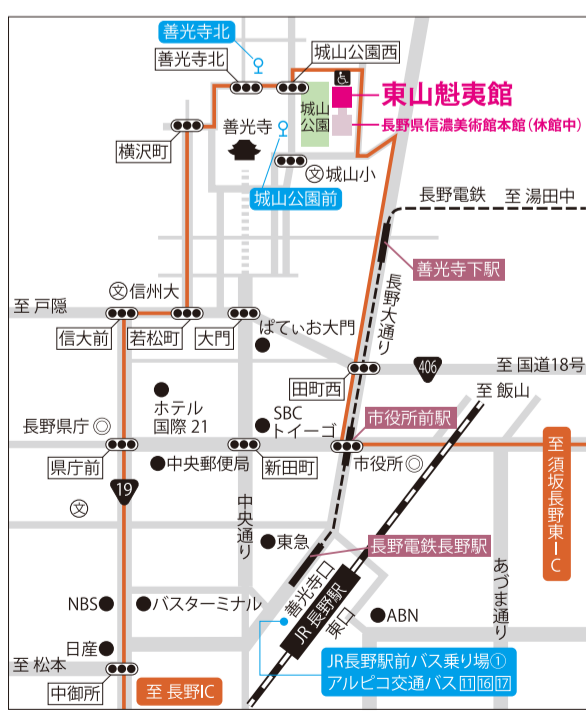 善光寺北
善光寺北
城山公園西
東山魁夷館
長野県信濃美術館本館(休館中)
城山
公園
善光寺
横沢町
文城山小
城山公園前
長野電鉄
至 湯田中
善光寺下駅
長野大通り
至 戸隠
文信州大
信大前
若松町
大門
ぱてぃお大門
田町西
406
至 国道18号
至 飯山
ホテル
国際 21
SBC
トイーゴ
長野県庁◎
市役所前駅
県庁前
中央郵便局
新田町
市役所◎
至 須坂長野東IC
19
文
中央通り
東急
長野電鉄長野駅
あづま通り
善光寺口
JR 長野駅
東口
NBS
バスターミナル
ABN
日産
至 松本
中御所
至 長野IC
JR長野駅前バス乗り場①
アルピコ交通バス 11 16 17